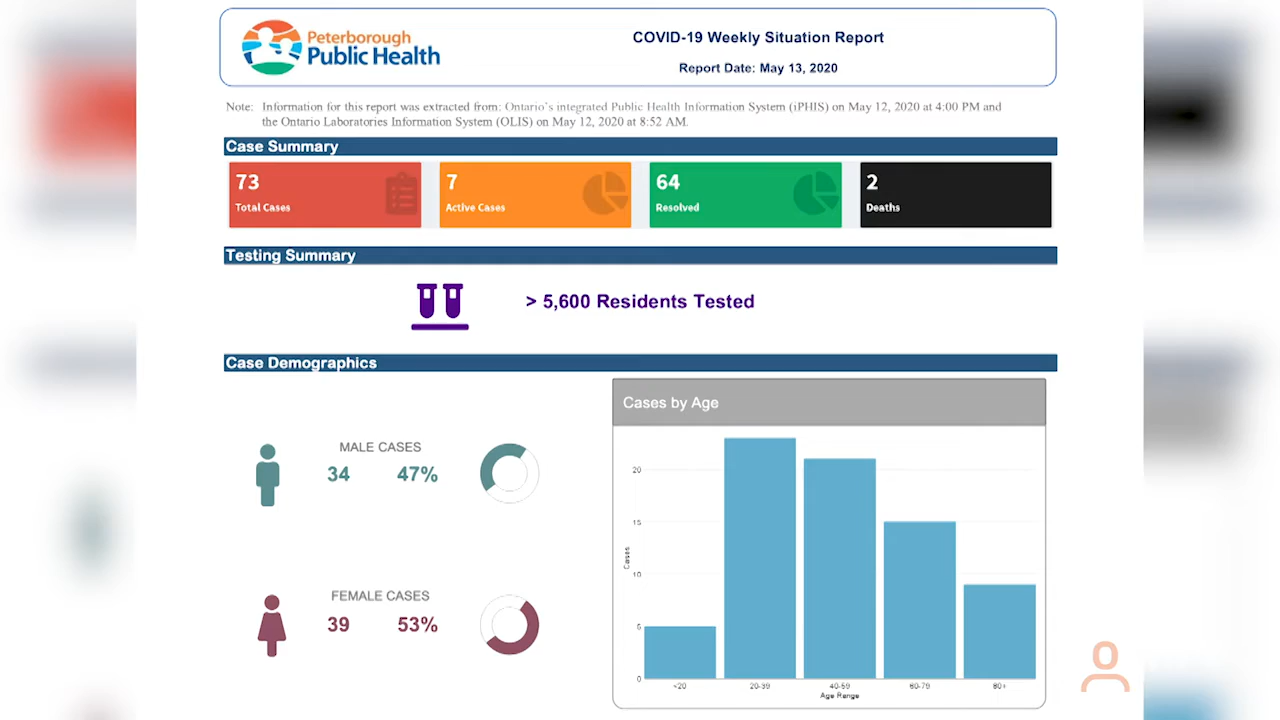 Peterborough
Public Health
COVID-19 Weekly Situation Report
Report Date: May 13, 2020
Note: Information for this report was extracted from: Ontario's integrated Public Health Information System (iPHIS) on May 12, 2020 at 4:00 PM and
the Ontario Laboratories Information System (OLIS) on May 12, 2020 at 8:52 AM.
Case Summary
73
Total Cases
7
Active Cases
64
Resolved
2
Deaths
Testing Summary
> 5,600 Residents Tested
Case Demographics
MALE CASES
34 47%
FEMALE CASES
39 53%
Cases by Age
20
15
10
5
0
Cases
<20 20-39 40-59 60-79 80+
Age Range